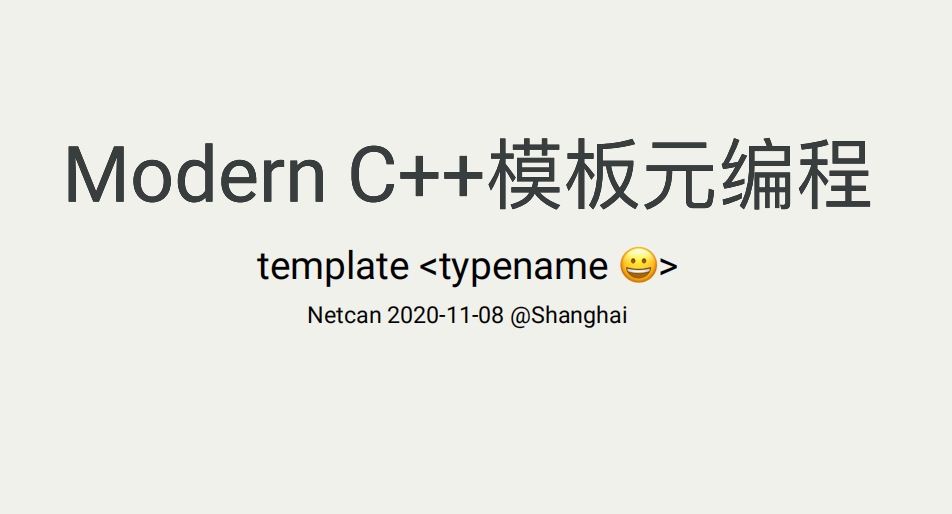 Modern C++模板元编程
template <typename 😀>
Netcan 2020-11-08 @Shanghai